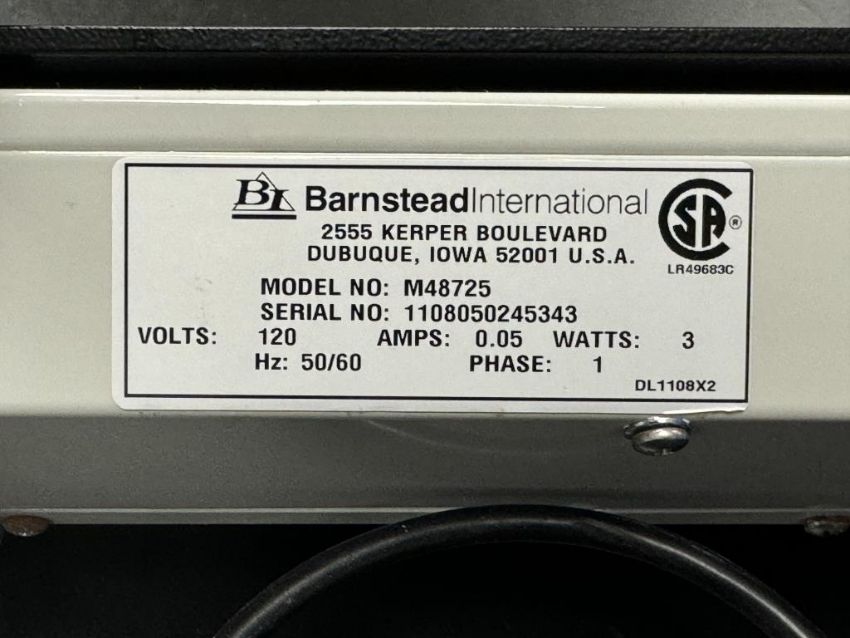 BI BarnsteadInternational
2555 KERPER BOULEVARD
DUBUQUE, IOWA 52001 U.S.A.
SA ®
LR49683C
MODEL NO: M48725
SERIAL NO: 1108050245343
VOLTS: 120 AMPS: 0.05 WATTS: 3
Hz: 50/60 PHASE: 1
DL1108X2